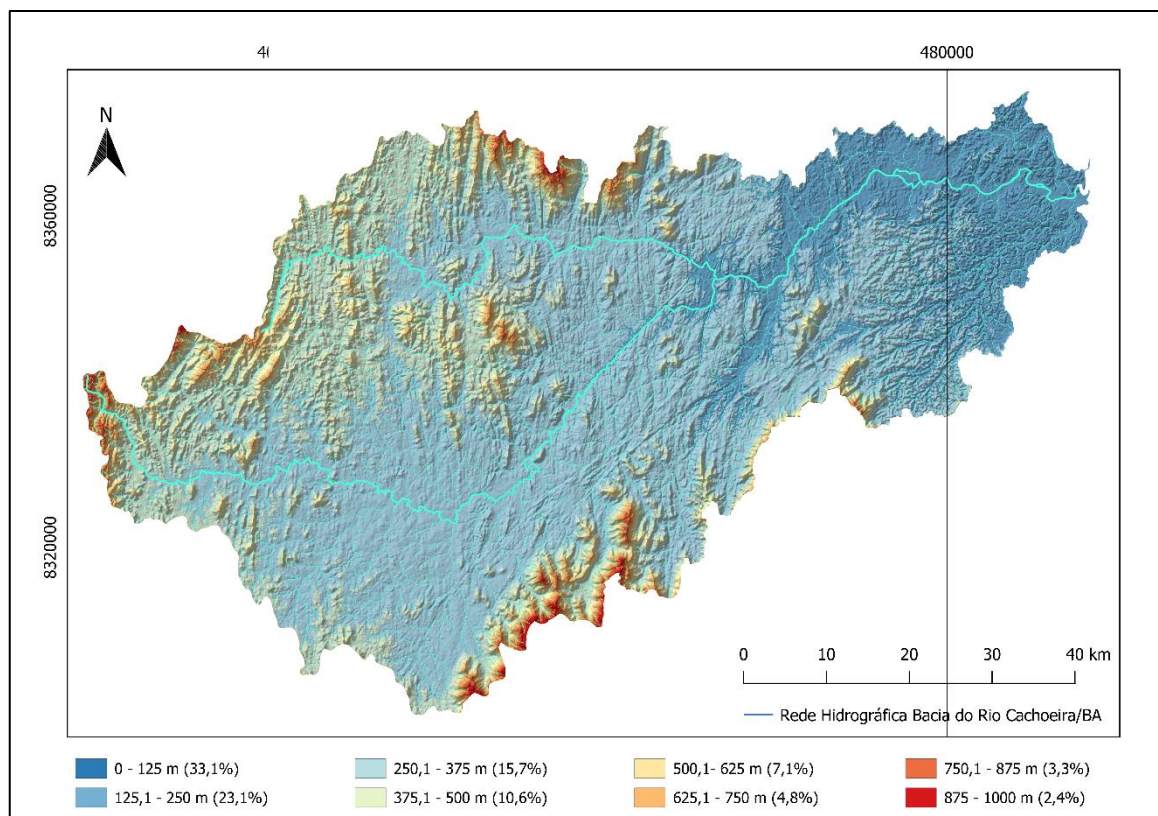 480000
N
8360000
8320000
0 10 20 30 40 km
Rede Hidrográfica Bacia do Rio Cachoeira/BA
0 - 125 m (33,1%)
250,1 - 375 m (15,7%)
500,1- 625 m (7,1%)
750,1 - 875 m (3,3%)
125,1 - 250 m (23,1%)
375,1 - 500 m (10,6%)
625,1 - 750 m (4,8%)
875 - 1000 m (2,4%)